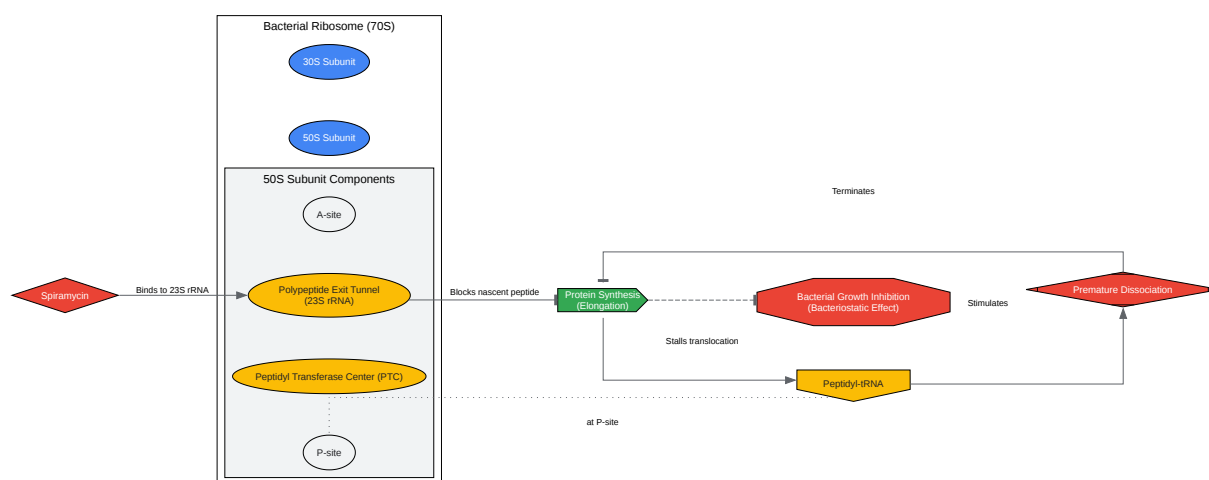 Bacterial Ribosome (70S)
30S Subunit
50S Subunit
50S Subunit Components
A-site
Terminates
Spiramycin
Binds to 23S rRNA
Polypeptide Exit Tunnel
(23S rRNA)
Blocks nascent peptide
Protein Synthesis
(Elongation)
Bacterial Growth Inhibition
(Bacteriostatic Effect)
Stimulates
Premature Dissociation
Stalls translocation
Peptidyl Transferase Center (PTC)
Peptidyl-tRNA
at P-site
P-site